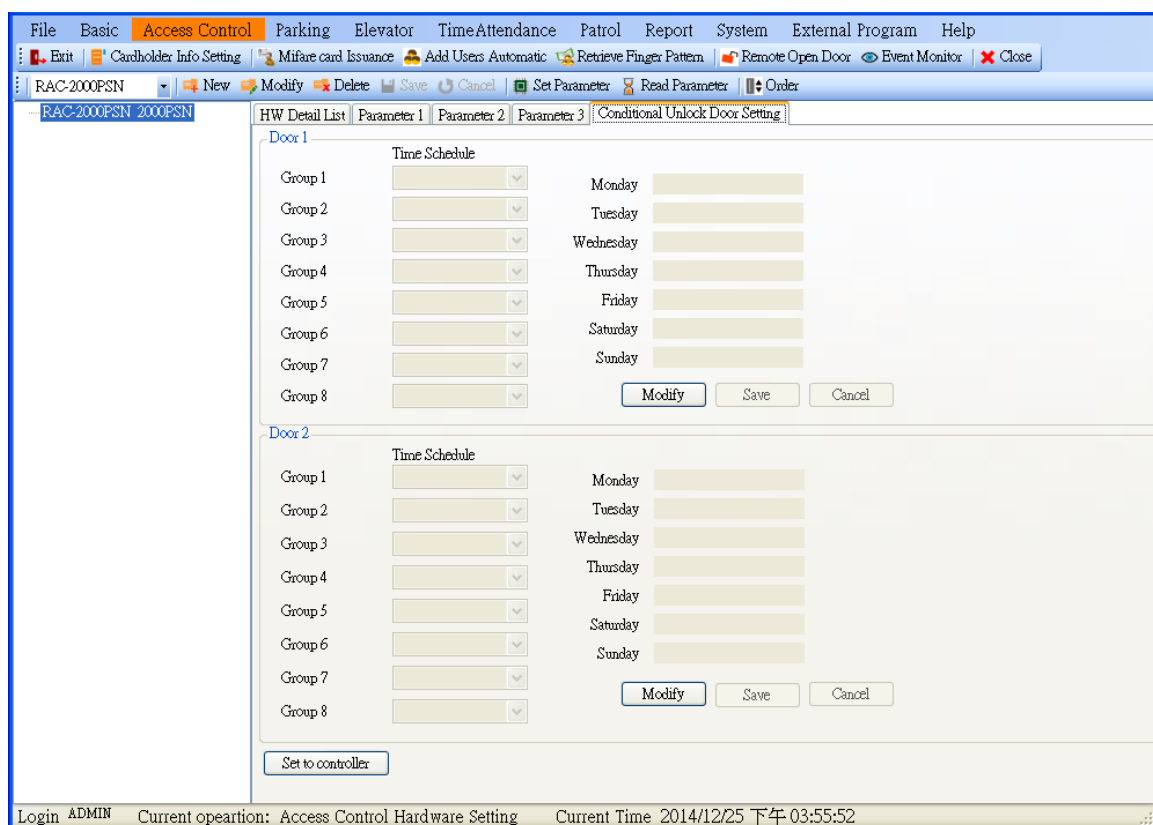 File Basic Access Control Parking Elevator TimeAttendance Patrol Report System External Program Help
Exit Cardholder Info Setting Mifare card Issuance Add Users Automatic Retrieve Finger Pattern Remote Open Door Event Monitor Close
RAC-2000PSN New Modify Delete Save Cancel Set Parameter Read Parameter Order
RAC-2000PSN 2000PSN
HW Detail List Parameter 1 Parameter 2 Parameter 3 Conditional Unlock Door Setting
Door 1
Time Schedule
Group 1 Monday
Group 2 Tuesday
Group 3 Wednesday
Group 4 Thursday
Group 5 Friday
Group 6 Saturday
Group 7 Sunday
Group 8 Modify Save Cancel
Door 2
Time Schedule
Group 1 Monday
Group 2 Tuesday
Group 3 Wednesday
Group 4 Thursday
Group 5 Friday
Group 6 Saturday
Sunday
Group 7 Modify Save Cancel
Group 8
Set to controller
Login ADMIN Current opeartion: Access Control Hardware Setting Current Time 2014/12/25 下午 03:55:52